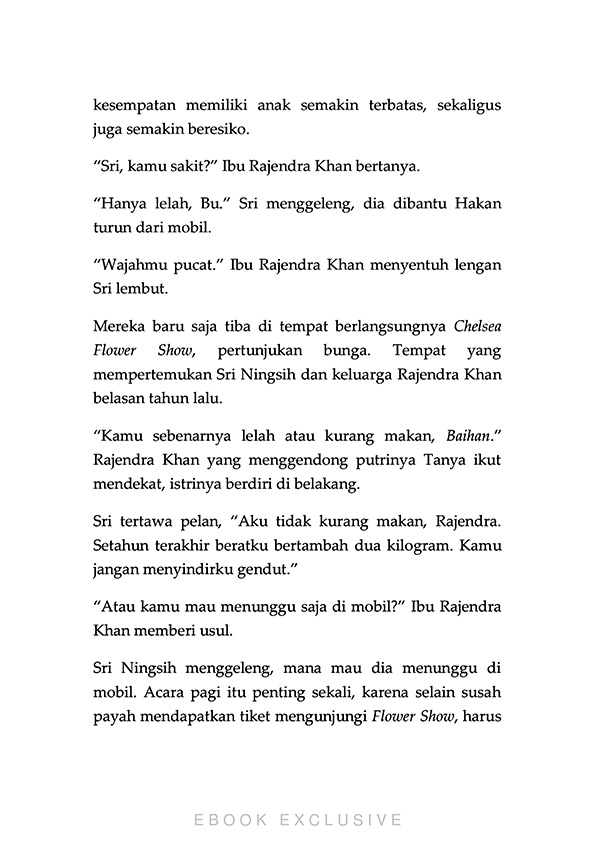 kesempatan memiliki anak semakin terbatas, sekaligus
juga semakin beresiko.
“Sri, kamu sakit?” Ibu Rajendra Khan bertanya.
“Hanya lelah, Bu.” Sri menggeleng, dia dibantu Hakan
turun dari mobil.
“Wajahmu pucat.” Ibu Rajendra Khan menyentuh lengan
Sri lembut.
Mereka baru saja tiba di tempat berlangsungnya Chelsea
Flower Show, pertunjukan bunga. Tempat yang
mempertemukan Sri Ningsih dan keluarga Rajendra Khan
belasan tahun lalu.
“Kamu sebenarnya lelah atau kurang makan, Baihan.”
Rajendra Khan yang menggendong putrinya Tanya ikut
mendekat, istrinya berdiri di belakang.
Sri tertawa pelan, “Aku tidak kurang makan, Rajendra.
Setahun terakhir beratku bertambah dua kilogram. Kamu
jangan menyindirku gendut.”
“Atau kamu mau menunggu saja di mobil?” Ibu Rajendra
Khan memberi usul.
Sri Ningsih menggeleng, mana mau dia menunggu di
mobil. Acara pagi itu penting sekali, karena selain susah
payah mendapatkan tiket mengunjungi Flower Show, harus
EBOOK EXCLUSIVE